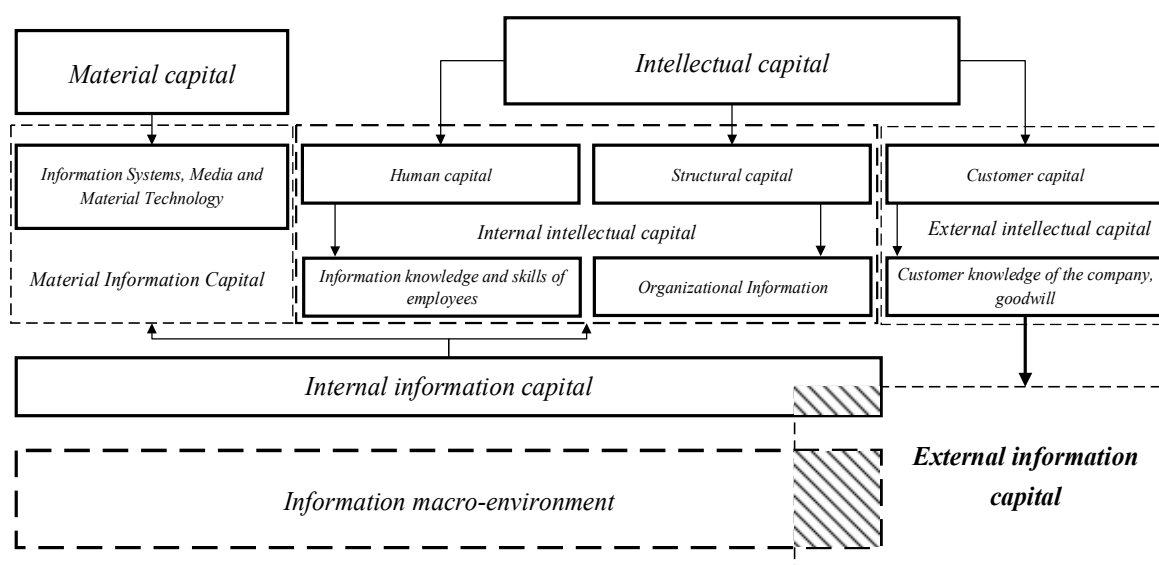 Material capital
Intellectual capital
Information Systems, Media and
Material Technology
Human capital
Structural capital
Customer capital
Internal intellectual capital
External intellectual capital
Material Information Capital
Information knowledge and skills of
employees
Organizational Information
Customer knowledge of the company,
goodwill
Internal information capital
External information
capital
Information macro-environment